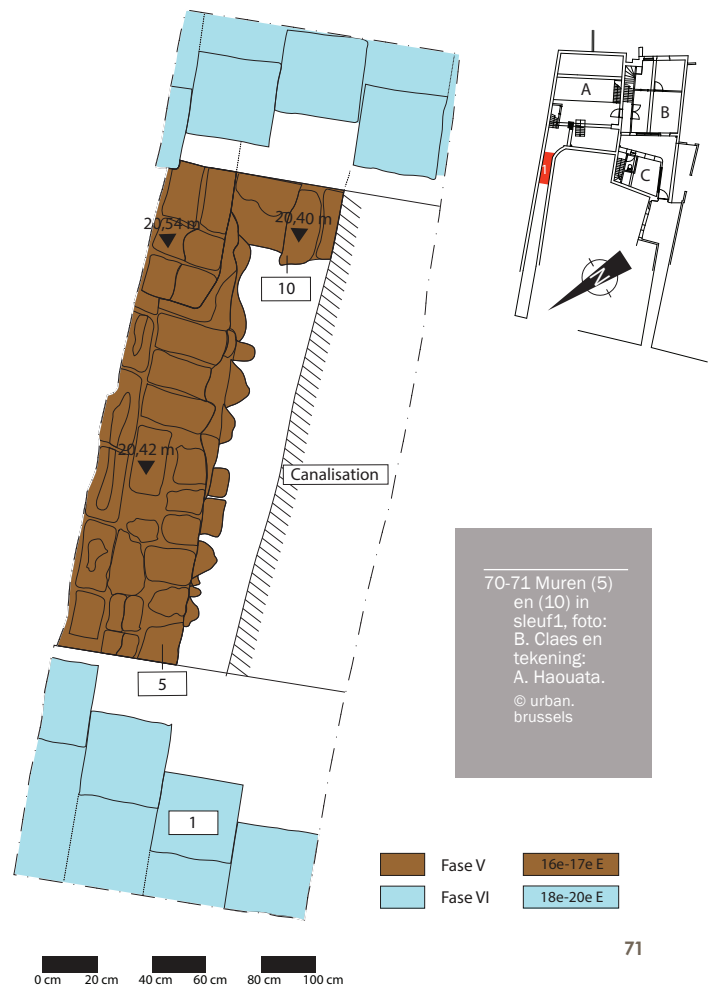 A
B
C
1
N
20,54 m
20,40 m
10
20,42 m
Canalisation
5
1
70-71 Muren (5)
en (10) in
sleuf1, foto:
B. Claes en
tekening:
A. Haouata.
© urban.
brussels
Fase V 16e-17e E
Fase VI 18e-20e E
71
0 cm 20 cm 40 cm 60 cm 80 cm 100 cm